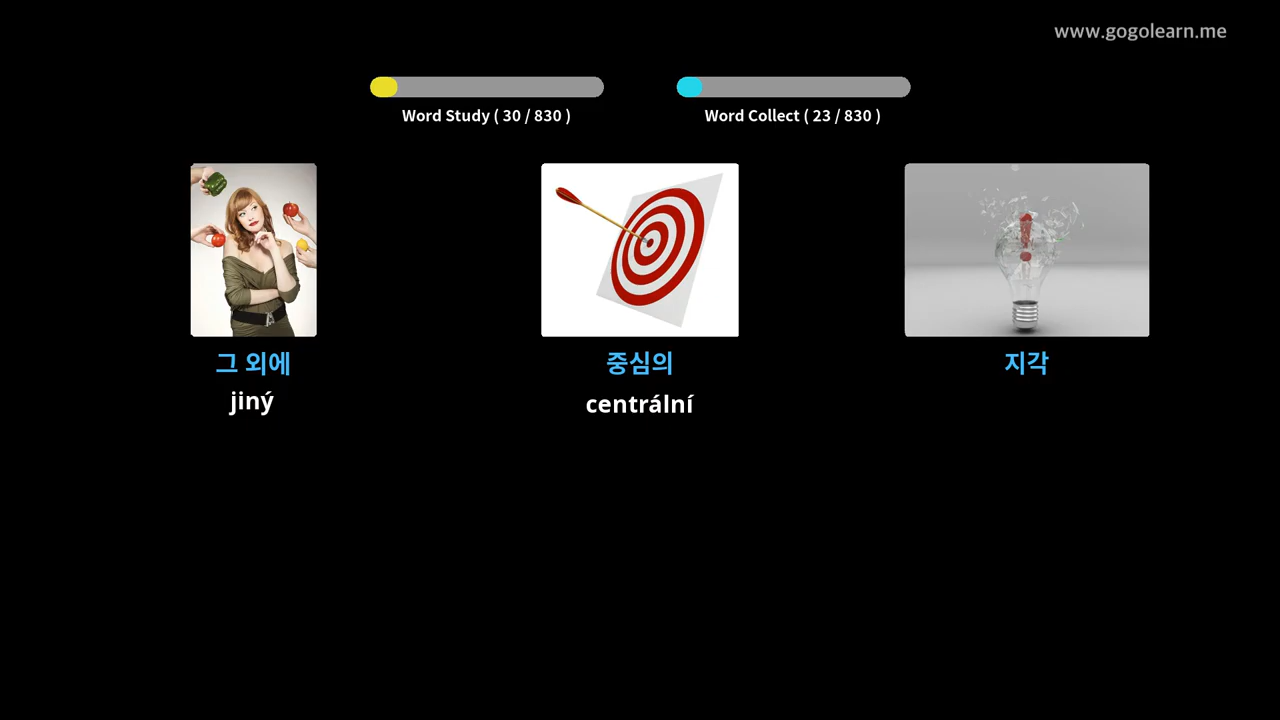 www.gogolearn.me
Word Study ( 30 / 830 )
Word Collect ( 23 / 830 )
그 외에
중심의
지각
jiný
centrální